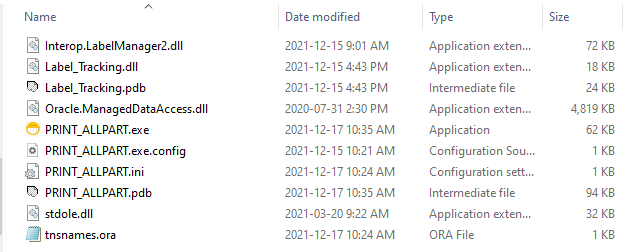 Name Date modified Type Size
Interop.LabelManager2.dll 2021-12-15 9:01 AM Application exten... 72 KB
Label_Tracking.dll 2021-12-15 4:43 PM Application exten... 18 KB
Label_Tracking.pdb 2021-12-15 4:43 PM Intermediate file 24 KB
Oracle.ManagedDataAccess.dll 2020-07-31 2:30 PM Application exten... 4,819 KB
PRINT_ALLPART.exe 2021-12-17 10:35 AM Application 62 KB
PRINT_ALLPART.exe.config 2021-12-15 10:21 AM Configuration Sou... 1 KB
PRINT_ALLPART.ini 2021-12-17 10:24 AM Configuration sett... 1 KB
PRINT_ALLPART.pdb 2021-12-17 10:35 AM Intermediate file 94 KB
stdole.dll 2021-03-20 9:22 AM Application exten... 32 KB
tnsnames.ora 2021-12-17 10:24 AM ORA File 1 KB